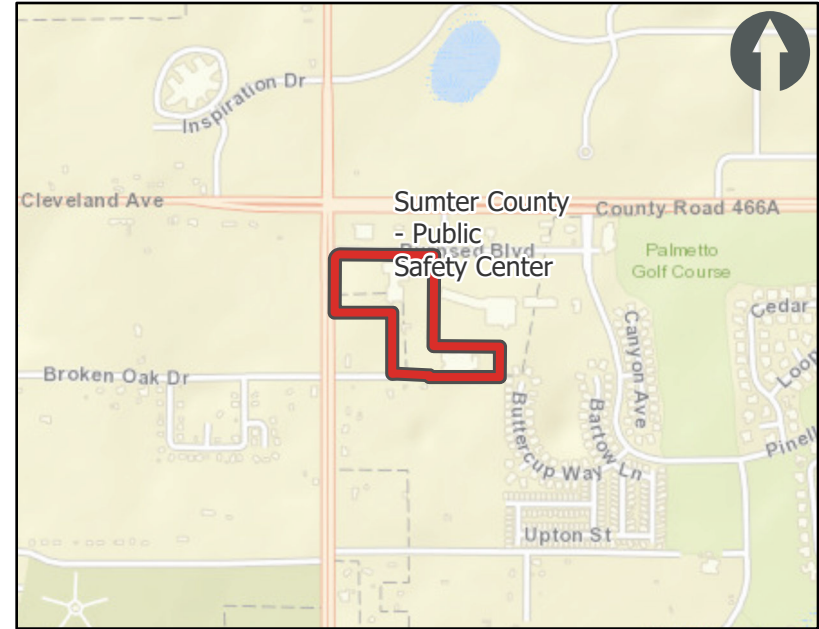 Inspiration Dr
Cleveland Ave
Sumter County
- Public
Safety Center
County Road 466A
Blvd
Palmetto
Golf Course
Cedar
Loop
Canyon Ave
Broken Oak Dr
Buttercup Way
Bartow Ln
Pinell
Upton St